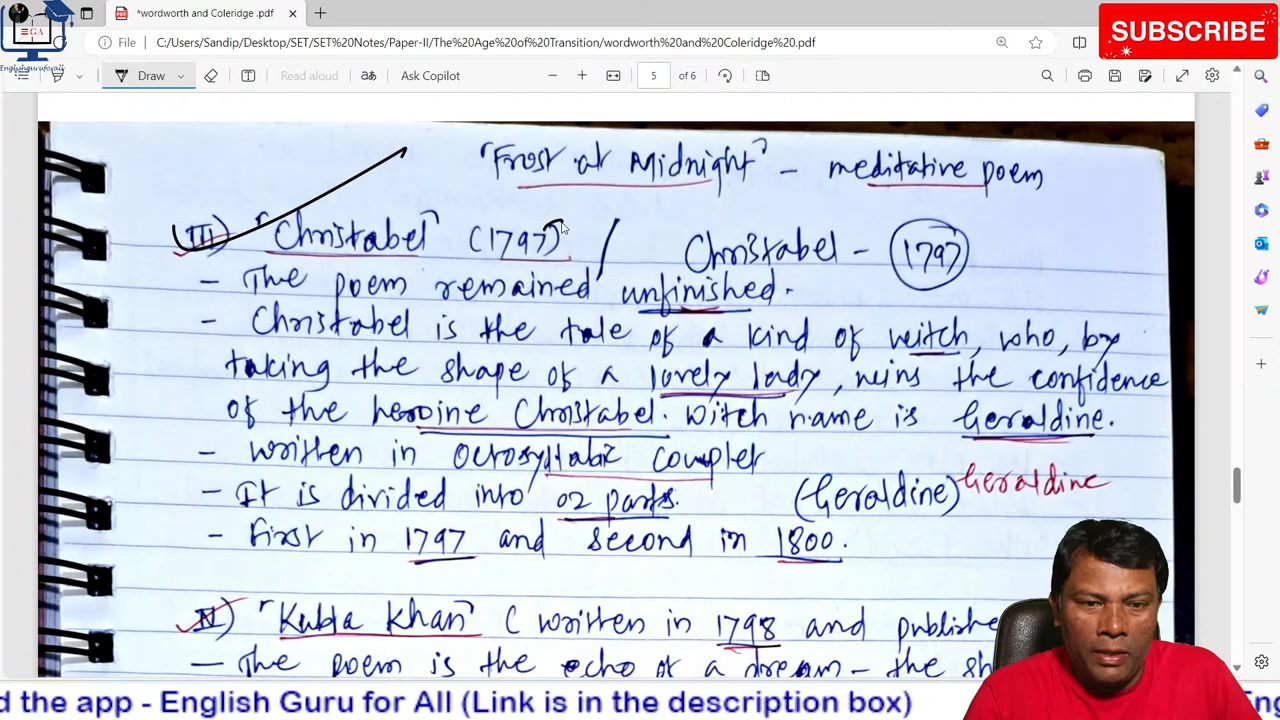 *wordworth and Coleridge .pdf
SUBSCRIBE
EGA
Englishguruforall
File
C:/Users/Sandip/Desktop/SET/SET%20Notes/Paper-II/The%20Age%20of%20Transition/wordworth%20and%20Coleridge%20.pdf
Draw
Read aloud
Ask Copilot
5 of 6
"Frost at Midnight" - meditative poem
III) "Christabel" (1797) / Christabel - 1797
- The poem remained unfinished.
- Christabel is the tale of a kind of witch, who, by
taking the shape of a lovely lady, wins the confidence
of the heroine Christabel. Witch name is Geraldine.
- written in Octosyllabic couplet
- It is divided into 02 parts. (Geraldine) Geraldine
- First in 1797 and second in 1800.
IV) "Kubla Khan" ( written in 1798 and publishe
- The poem is the echo of a dream - the sh
d the app - English Guru for All (Link is in the description box)